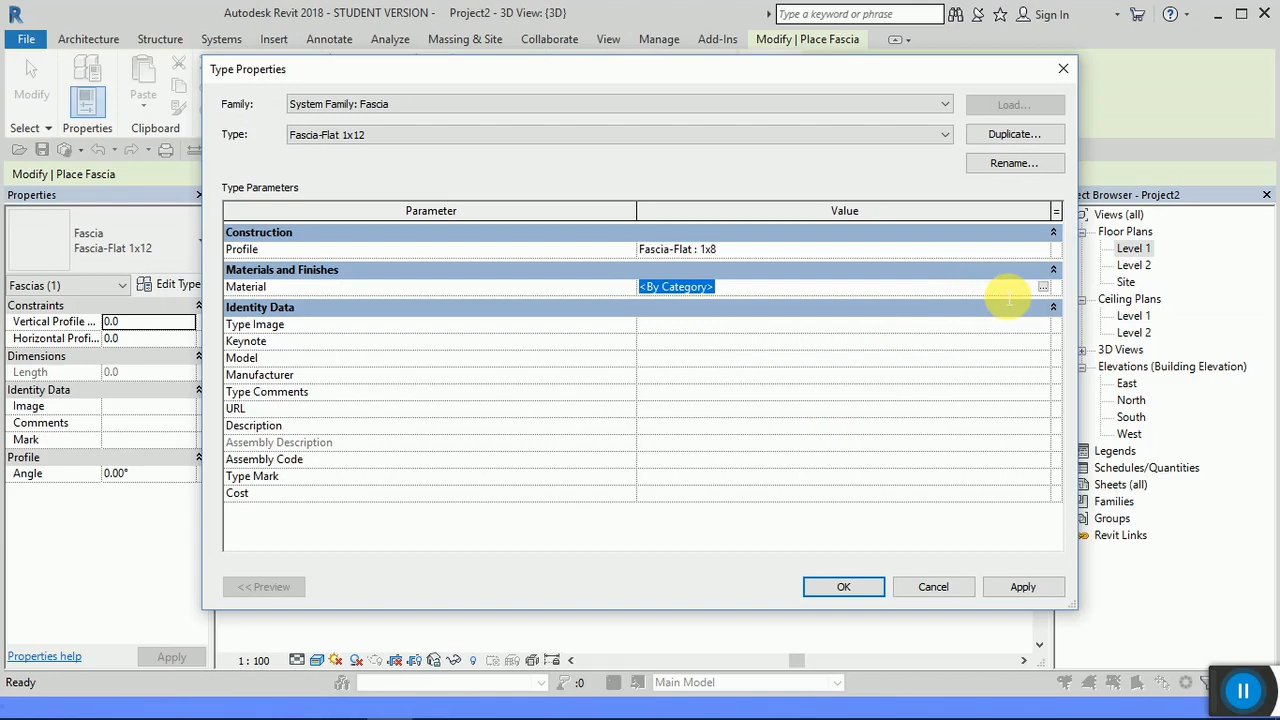 Autodesk Revit 2018 - STUDENT VERSION - Project2 - 3D View: {3D}
Type a keyword or phrase
Sign In
File Architecture Structure Systems Insert Annotate Analyze Massing & Site Collaborate View Manage Add-Ins Modify | Place Fascia
Modify
Paste
Select Properties Clipboard
Modify | Place Fascia
Properties
Fascia
Fascia-Flat 1x12
Fascias (1) Edit Type
Constraints
Vertical Profile ... 0.0
Horizontal Profi... 0.0
Dimensions
Length 0.0
Identity Data
Image
Comments
Mark
Profile
Angle 0.00°
Properties help Apply
Type Properties
Family: System Family: Fascia Load...
Type: Fascia-Flat 1x12 Duplicate...
Rename...
Type Parameters
Parameter Value =
Construction
Profile Fascia-Flat : 1x8
Materials and Finishes
Material <By Category> ...
Identity Data
Type Image
Keynote
Model
Manufacturer
Type Comments
URL
Description
Assembly Description
Assembly Code
Type Mark
Cost
<< Preview OK Cancel Apply
ect Browser - Project2
Views (all)
Floor Plans
Level 1
Level 2
Site
Ceiling Plans
Level 1
Level 2
3D Views
Elevations (Building Elevation)
East
North
South
West
Legends
Schedules/Quantities
Sheets (all)
Families
Groups
Revit Links
1 : 100
Ready :0 Main Model